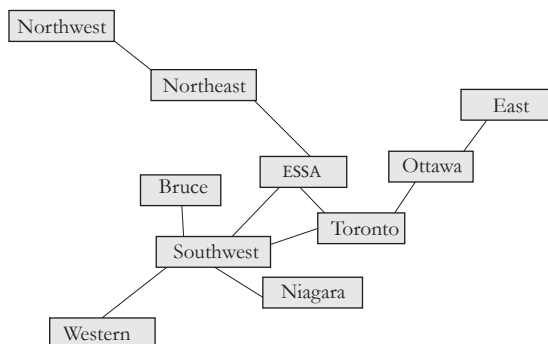 Northwest
Northeast
East
ESSA
Ottawa
Bruce
Toronto
Southwest
Niagara
Western